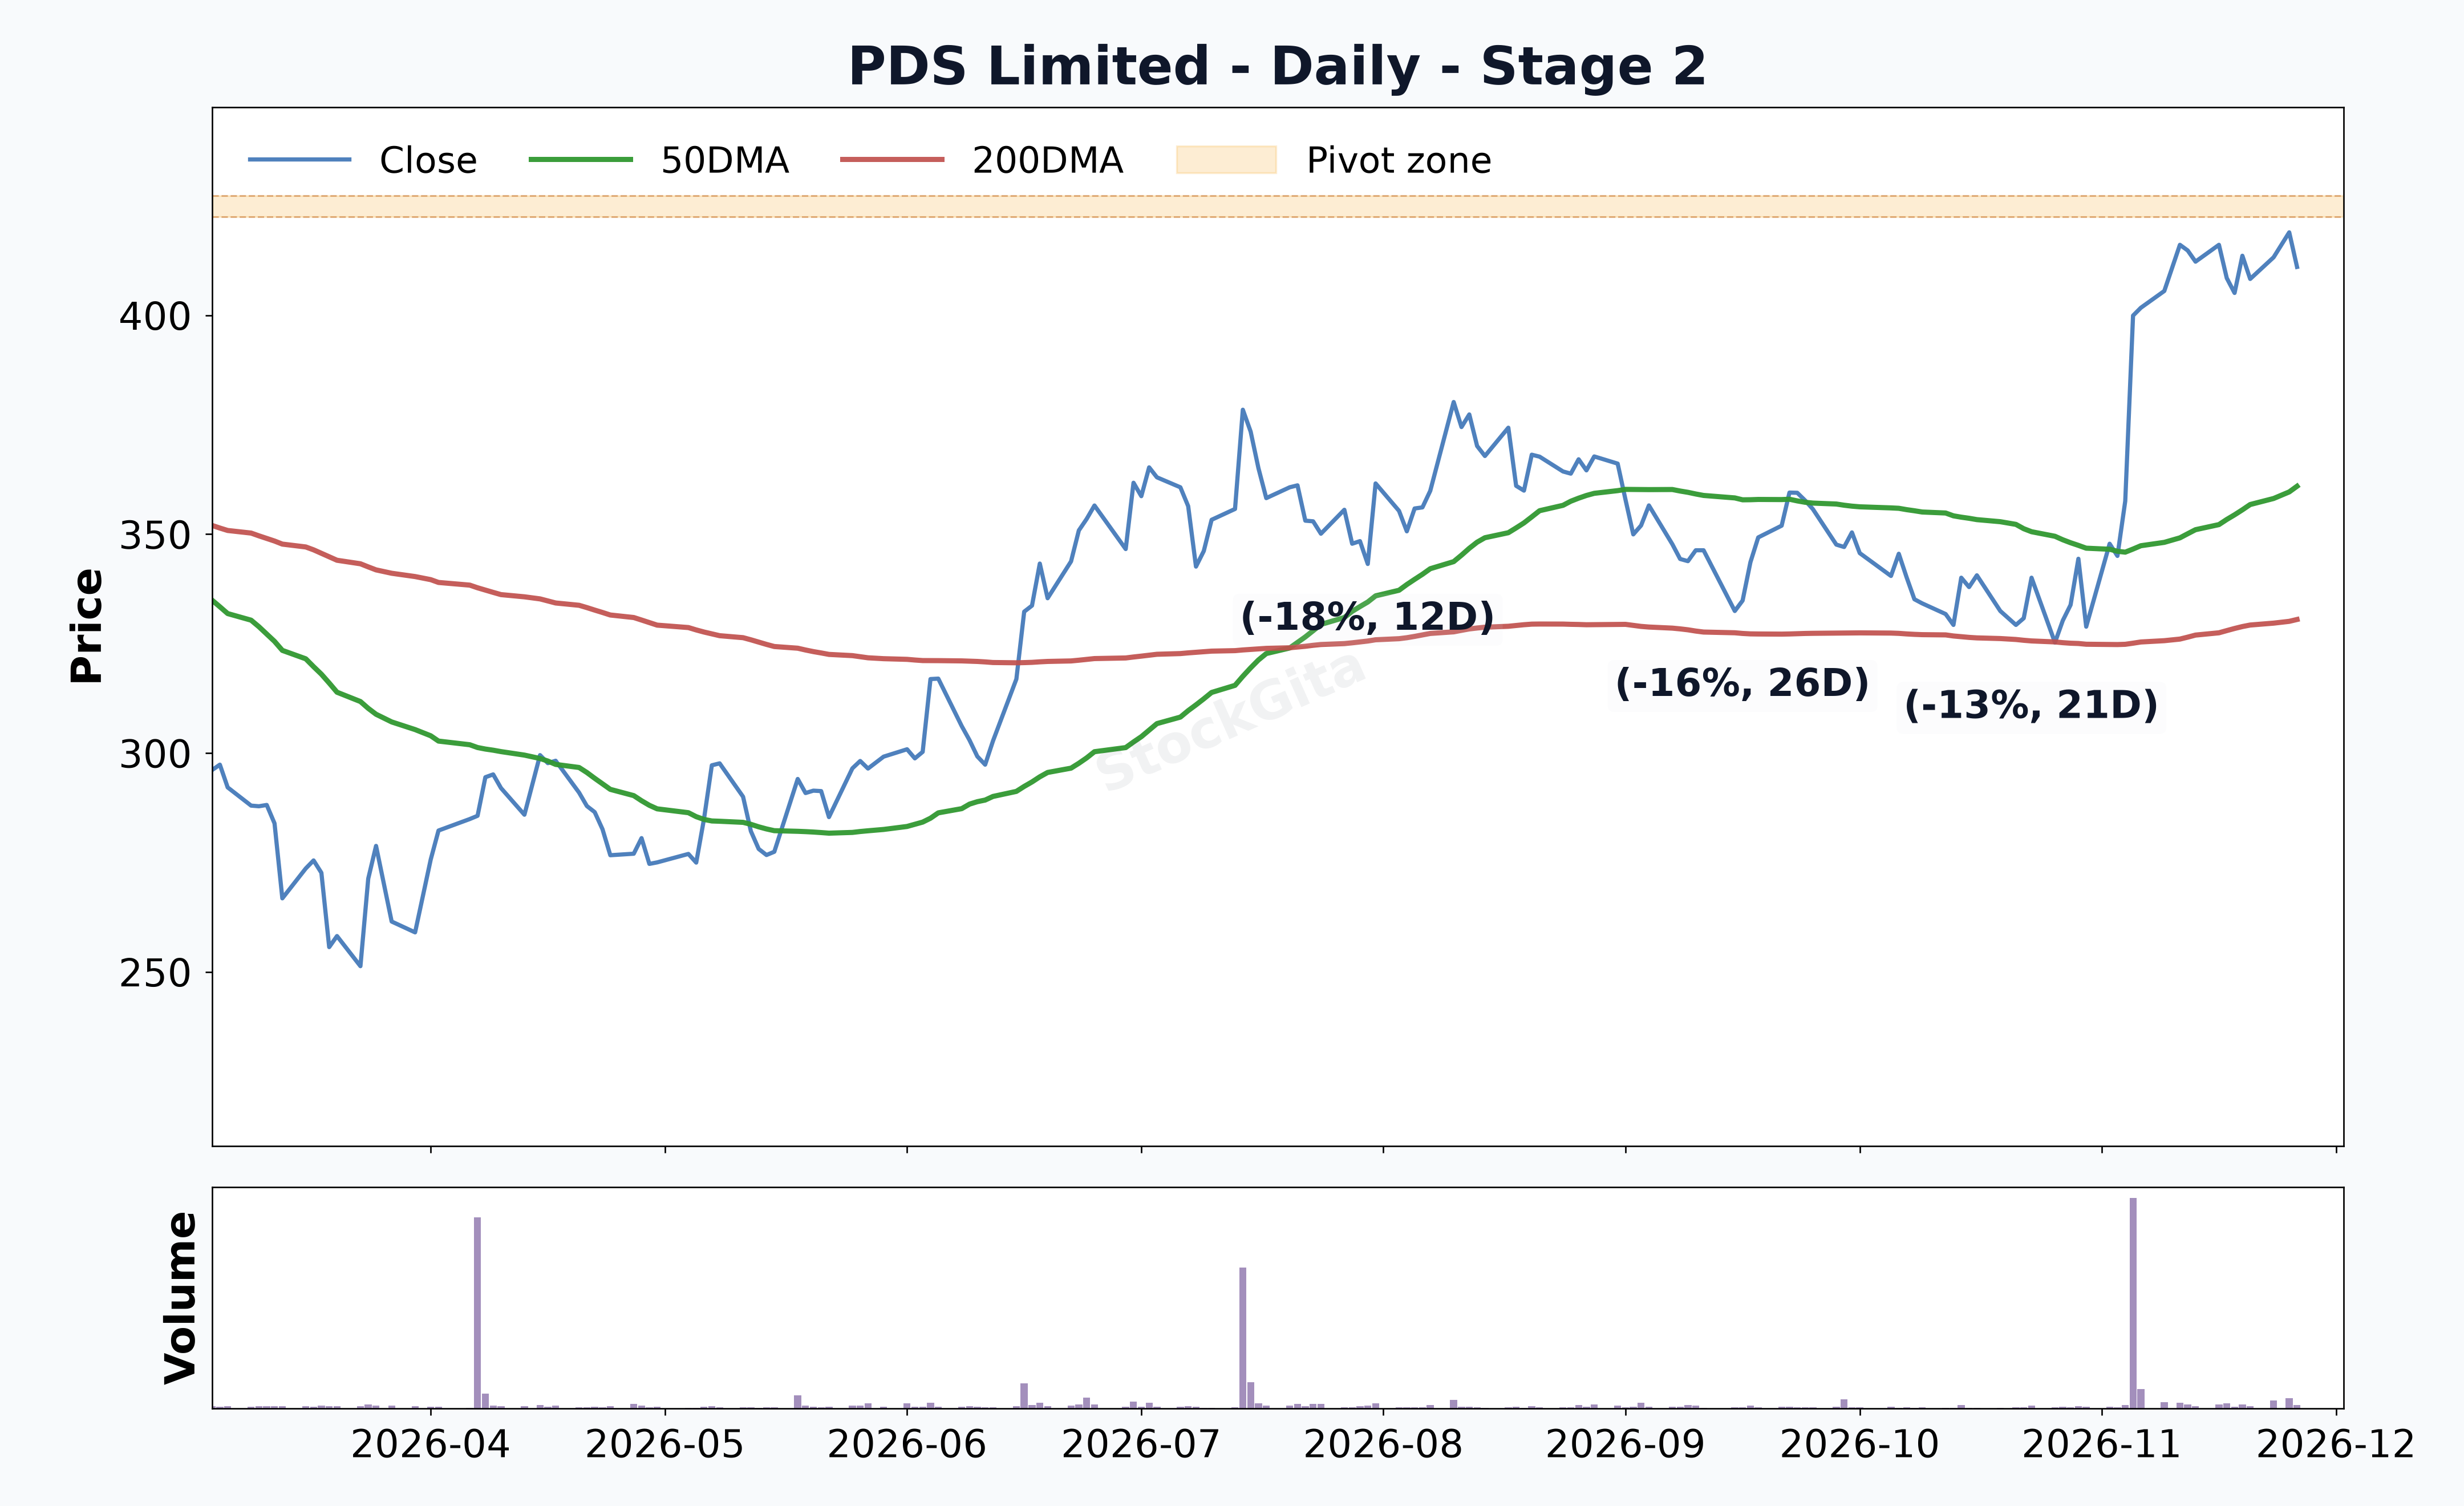 PDS Limited - Daily - Stage 2
Close 50DMA 200DMA Pivot zone
Price
400
350
300
250
(-18%, 12D)
(-16%, 26D)
(-13%, 21D)
StockGita
Volume
2026-04 2026-05 2026-06 2026-07 2026-08 2026-09 2026-10 2026-11 2026-12